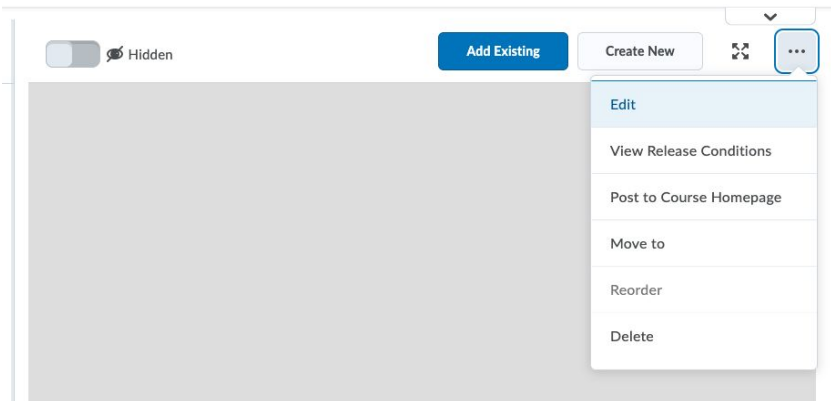 Hidden
Add Existing
Create New
Edit
View Release Conditions
Post to Course Homepage
Move to
Reorder
Delete